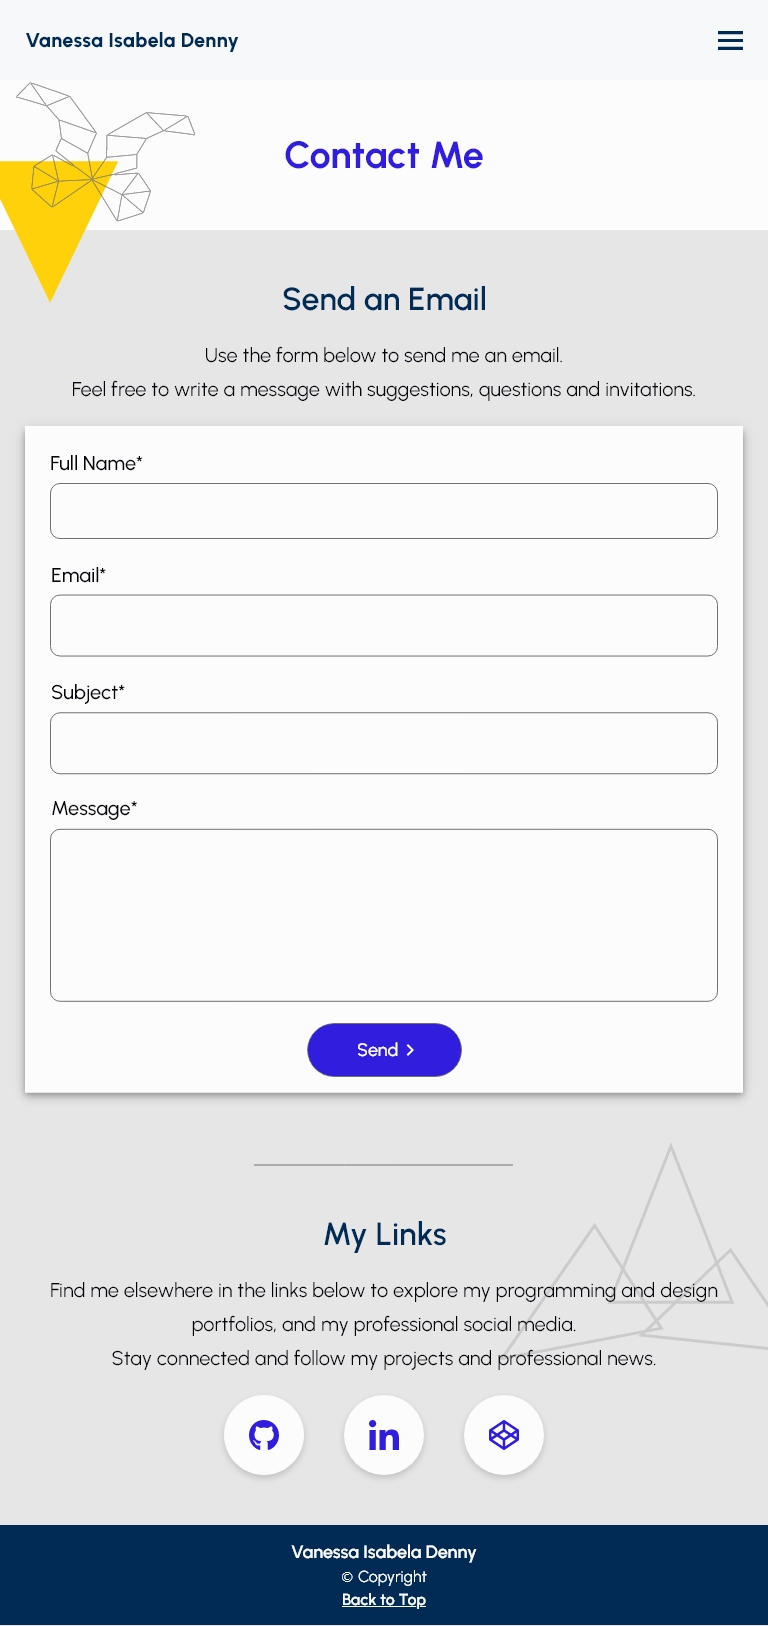 Vanessa Isabela Denny
Contact Me
Send an Email
Use the form below to send me an email.
Feel free to write a message with suggestions, questions and invitations.
Full Name*
Email*
Subject*
Message*
Send
My Links
Find me elsewhere in the links below to explore my programming and design
portfolios, and my professional social media.
Stay connected and follow my projects and professional news.
in
Vanessa Isabela Denny
© Copyright
Back to Top